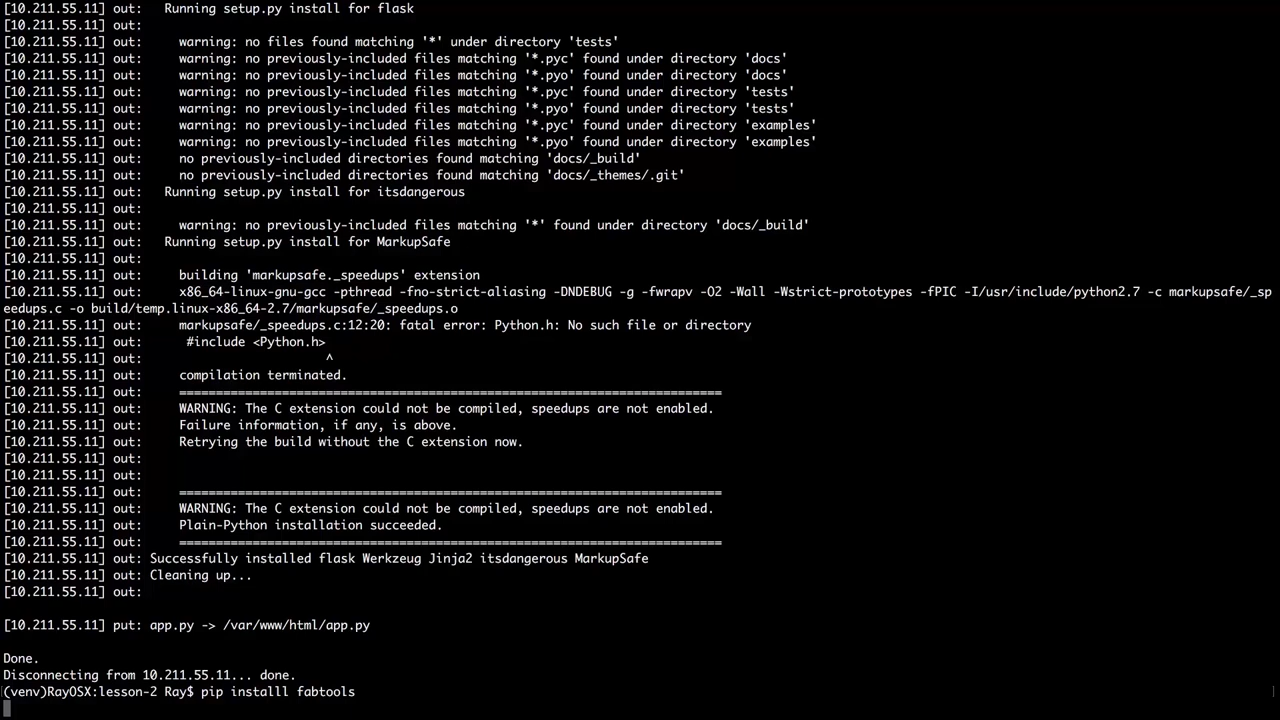 [10.211.55.11] out:   Running setup.py install for flask
[10.211.55.11] out:
[10.211.55.11] out:     warning: no files found matching '*' under directory 'tests'
[10.211.55.11] out:     warning: no previously-included files matching '*.pyc' found under directory 'docs'
[10.211.55.11] out:     warning: no previously-included files matching '*.pyo' found under directory 'docs'
[10.211.55.11] out:     warning: no previously-included files matching '*.pyc' found under directory 'tests'
[10.211.55.11] out:     warning: no previously-included files matching '*.pyo' found under directory 'tests'
[10.211.55.11] out:     warning: no previously-included files matching '*.pyc' found under directory 'examples'
[10.211.55.11] out:     warning: no previously-included files matching '*.pyo' found under directory 'examples'
[10.211.55.11] out:     no previously-included directories found matching 'docs/_build'
[10.211.55.11] out:     no previously-included directories found matching 'docs/_themes/.git'
[10.211.55.11] out:   Running setup.py install for itsdangerous
[10.211.55.11] out:
[10.211.55.11] out:     warning: no previously-included files matching '*' found under directory 'docs/_build'
[10.211.55.11] out:   Running setup.py install for MarkupSafe
[10.211.55.11] out:
[10.211.55.11] out:     building 'markupsafe._speedups' extension
[10.211.55.11] out:     x86_64-linux-gnu-gcc -pthread -fno-strict-aliasing -DNDEBUG -g -fwrapv -O2 -Wall -Wstrict-prototypes -fPIC -I/usr/include/python2.7 -c markupsafe/_sp
eedups.c -o build/temp.linux-x86_64-2.7/markupsafe/_speedups.o
[10.211.55.11] out:     markupsafe/_speedups.c:12:20: fatal error: Python.h: No such file or directory
[10.211.55.11] out:      #include <Python.h>
[10.211.55.11] out:                         ^
[10.211.55.11] out:     compilation terminated.
[10.211.55.11] out:     ==========================================================================
[10.211.55.11] out:     WARNING: The C extension could not be compiled, speedups are not enabled.
[10.211.55.11] out:     Failure information, if any, is above.
[10.211.55.11] out:     Retrying the build without the C extension now.
[10.211.55.11] out:
[10.211.55.11] out:
[10.211.55.11] out:     ==========================================================================
[10.211.55.11] out:     WARNING: The C extension could not be compiled, speedups are not enabled.
[10.211.55.11] out:     Plain-Python installation succeeded.
[10.211.55.11] out:     ==========================================================================
[10.211.55.11] out: Successfully installed flask Werkzeug Jinja2 itsdangerous MarkupSafe
[10.211.55.11] out: Cleaning up...
[10.211.55.11] out:
[10.211.55.11] put: app.py -> /var/www/html/app.py
Done.
Disconnecting from 10.211.55.11... done.
(venv)RayOSX:lesson-2 Ray$ pip installl fabtools